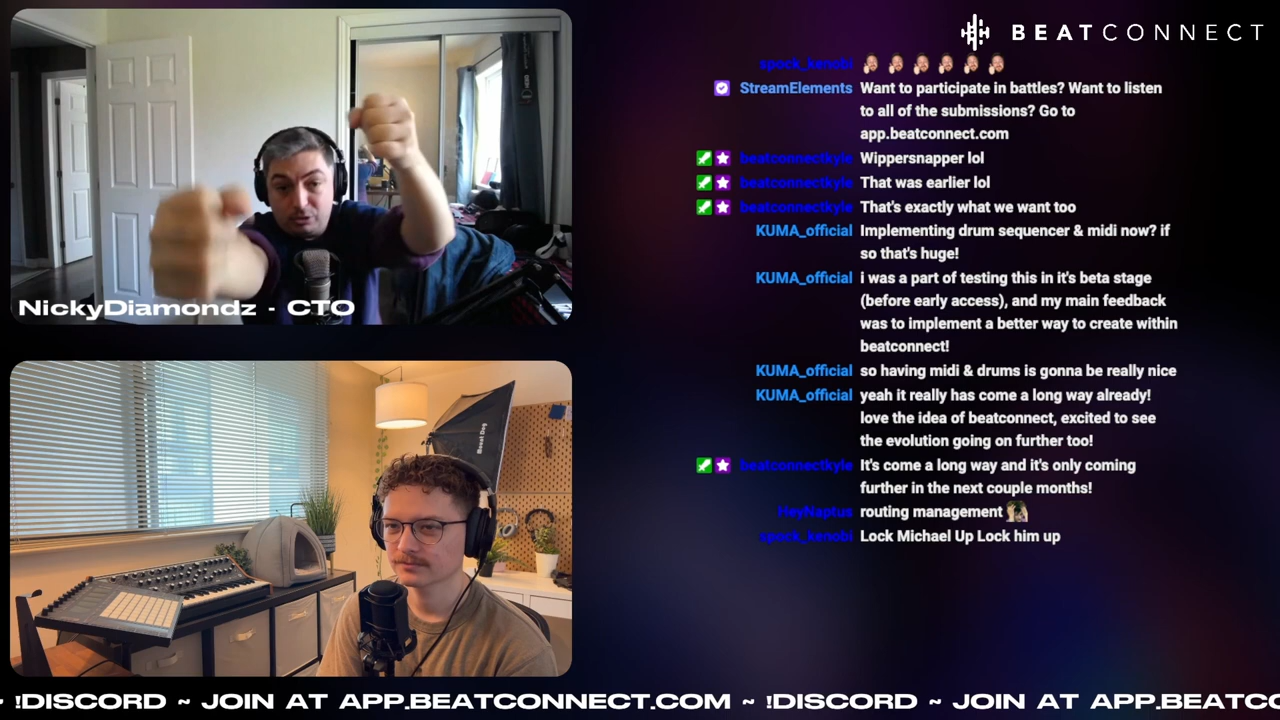 BEATCONNECT
spock_kenobi
StreamElements Want to participate in battles? Want to listen
to all of the submissions? Go to
app.beatconnect.com
beatconnectkyle Wippersnapper lol
beatconnectkyle That was earlier lol
beatconnectkyle That's exactly what we want too
KUMA_official Implementing drum sequencer & midi now? if
so that's huge!
KUMA_official i was a part of testing this in it's beta stage
(before early access), and my main feedback
was to implement a better way to create within
beatconnect!
KUMA_official so having midi & drums is gonna be really nice
KUMA_official yeah it really has come a long way already!
love the idea of beatconnect, excited to see
the evolution going on further too!
beatconnectkyle It's come a long way and it's only coming
further in the next couple months!
HeyNaptus routing management
spock_kenobi Lock Michael Up Lock him up
NickyDiamondz - CTO
~ !DISCORD ~ JOIN AT APP.BEATCONNECT.COM ~ !DISCORD ~ JOIN AT APP.BEATC